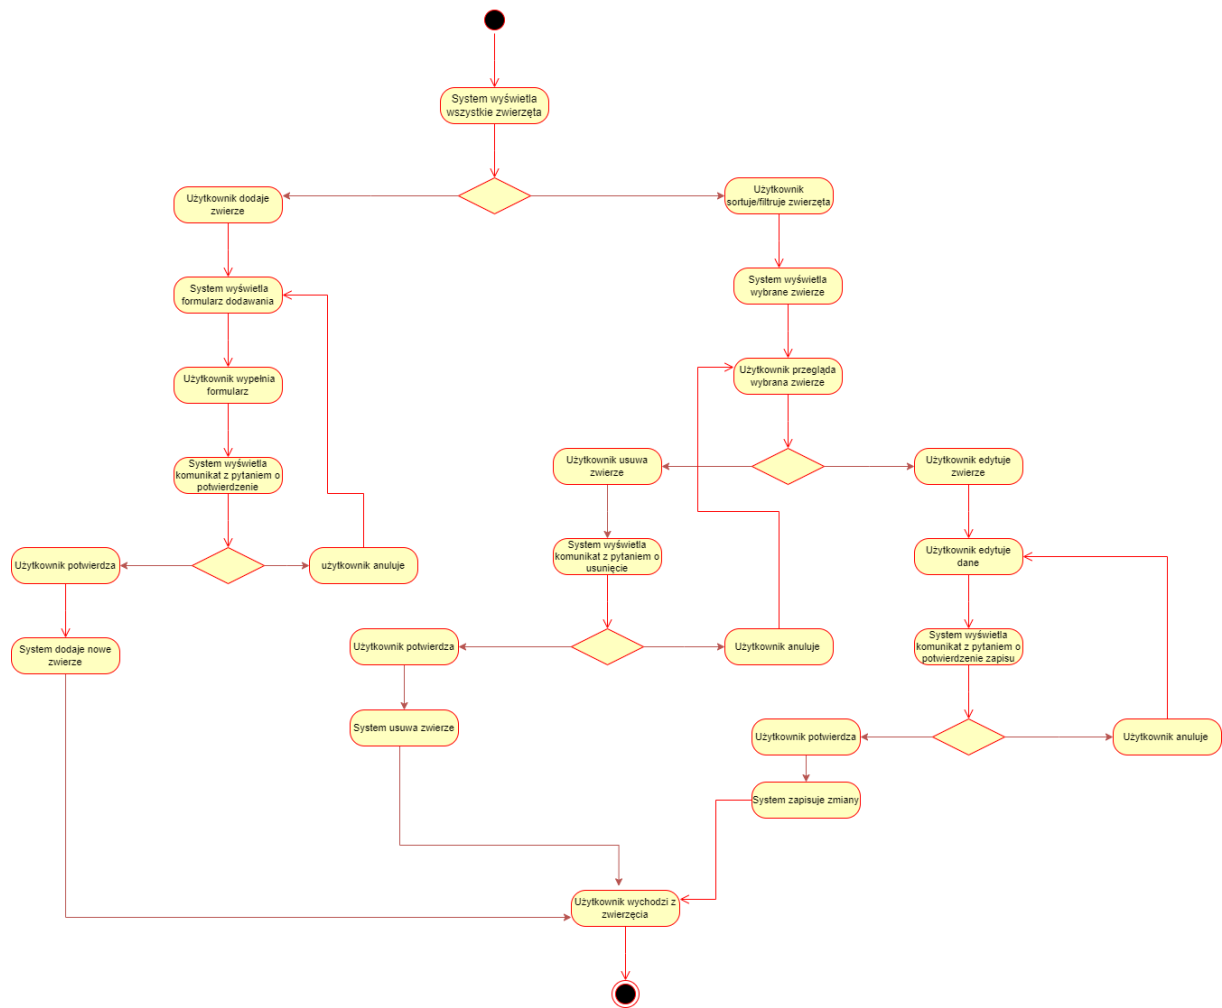 System wyświetla
wszystkie zwierzęta
Użytkownik dodaje
zwierze
Użytkownik
sortuje/filtruje zwierzęta
System wyświetla
formularz dodawania
System wyświetla
wybrane zwierze
Użytkownik wypełnia
formularz
Użytkownik przegląda
wybrana zwierze
System wyświetla
komunikat z pytaniem o
potwierdzenie
Użytkownik usuwa
zwierze
Użytkownik edytuje
zwierze
Użytkownik potwierdza
użytkownik anuluje
System wyświetla
komunikat z pytaniem o
usunięcie
Użytkownik edytuje
dane
System dodaje nowe
zwierze
Użytkownik potwierdza
Użytkownik anuluje
System wyświetla
komunikat z pytaniem o
potwierdzenie zapisu
System usuwa zwierze
Użytkownik potwierdza
Użytkownik anuluje
System zapisuje zmiany
Użytkownik wychodzi z
zwierzęcia